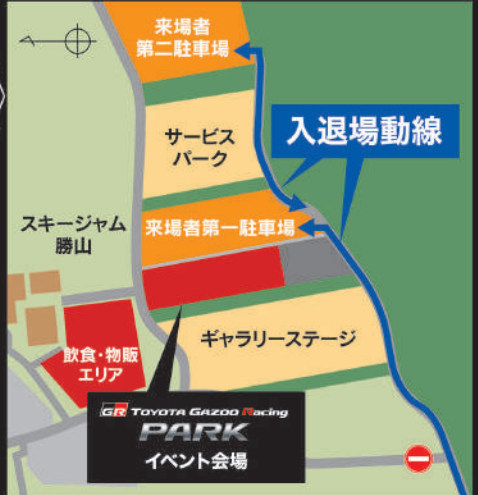 来場者
第二駐車場
サービス
パーク
入退場動線
スキージャム
勝山
来場者第一駐車場
ギャラリーステージ
飲食・物販
エリア
GR TOYOTA GAZOO Racing
PARK
イベント会場